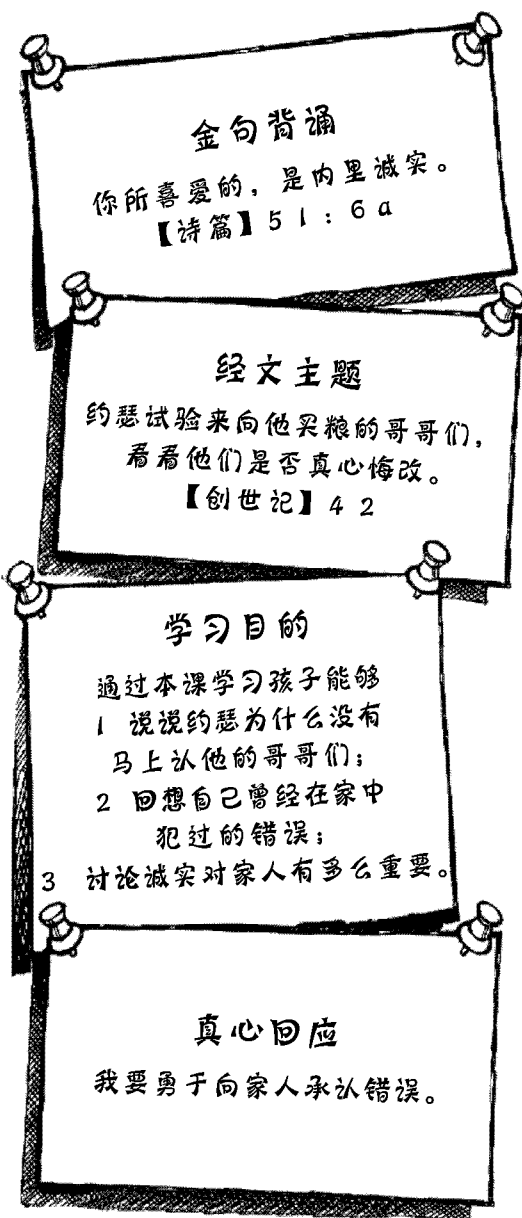 金句背诵
你所喜爱的，是内里诚实。
【诗篇】51：6a
经文主题
约瑟试验来向他买粮的哥哥们，
看看他们是否真心悔改。
【创世记】42
学习目的
通过本课学习孩子能够
1 说说约瑟为什么没有
马上认他的哥哥们；
2 回想自己曾经在家中
犯过的错误；
3 讨论诚实对家人有多么重要。
真心回应
我要勇于向家人承认错误。